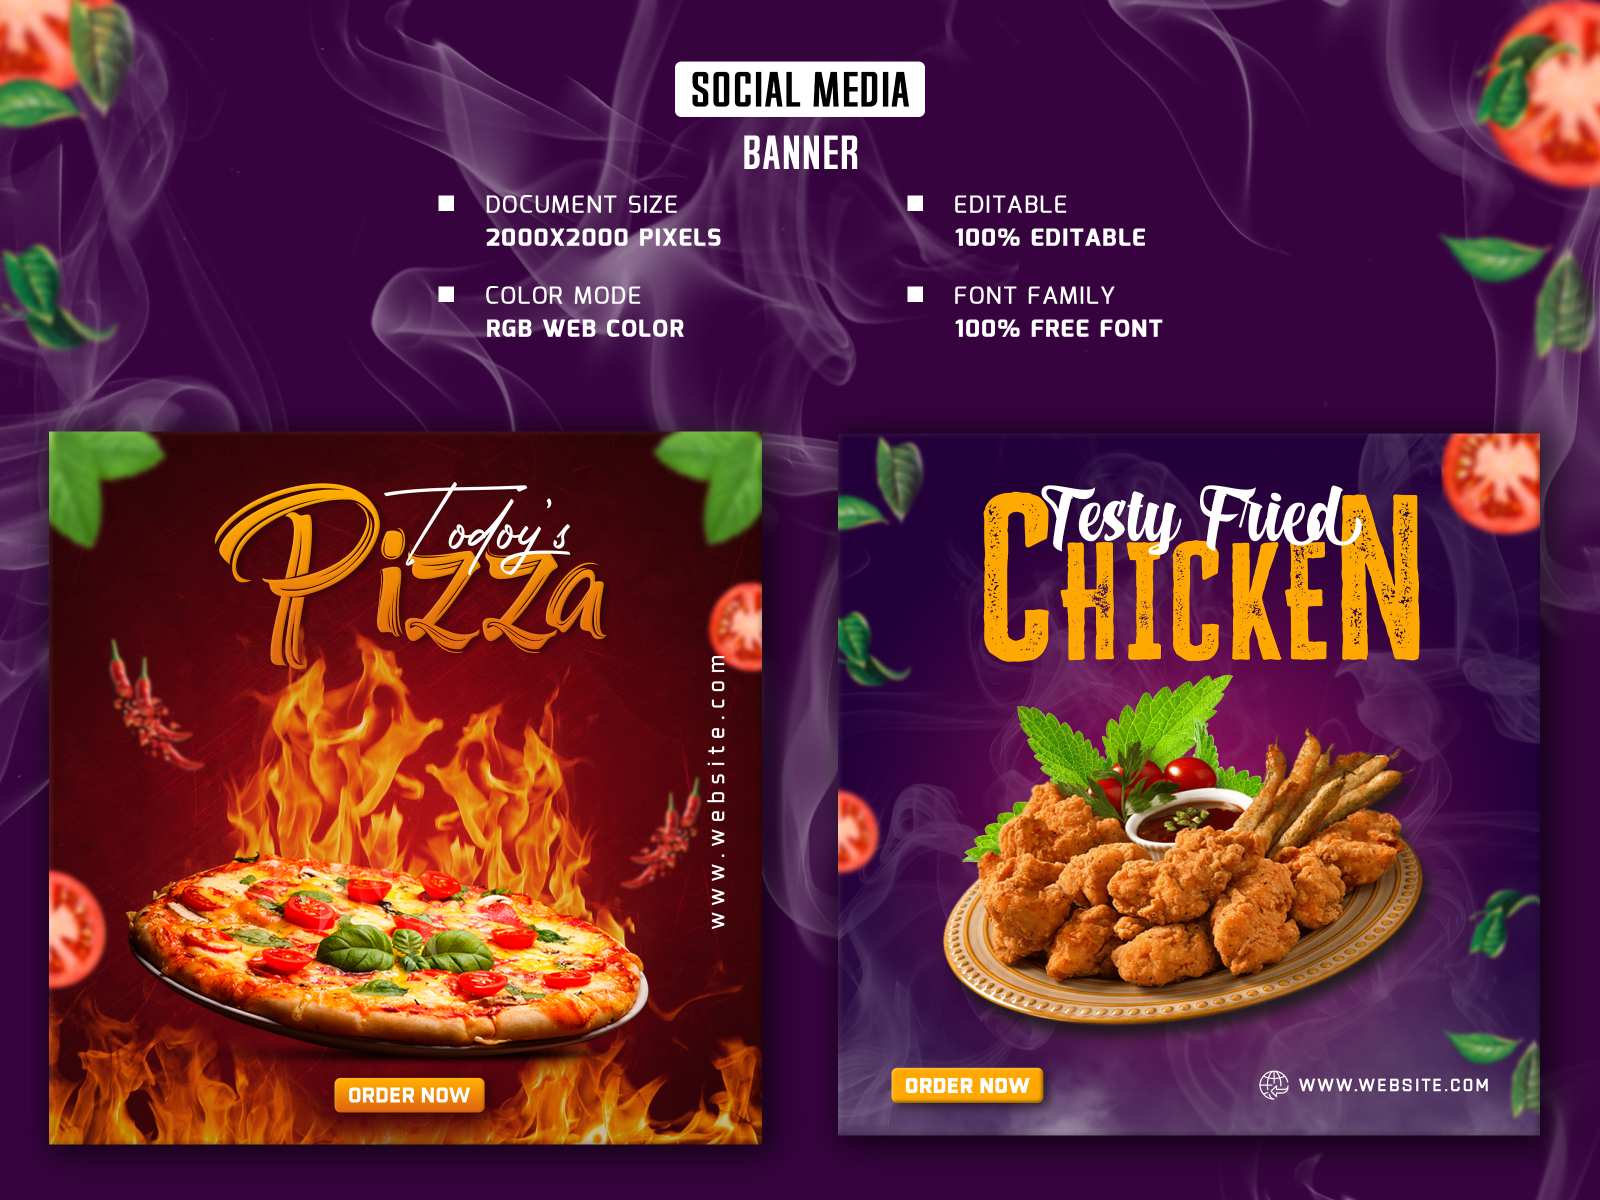 SOCIAL MEDIA
BANNER
DOCUMENT SIZE
2000X2000 PIXELS
EDITABLE
100% EDITABLE
COLOR MODE
RGB WEB COLOR
FONT FAMILY
100% FREE FONT
Todoy's
Pizza
www.website.com
ORDER NOW
Testy Fried
CHICKEN
ORDER NOW
WWW.WEBSITE.COM